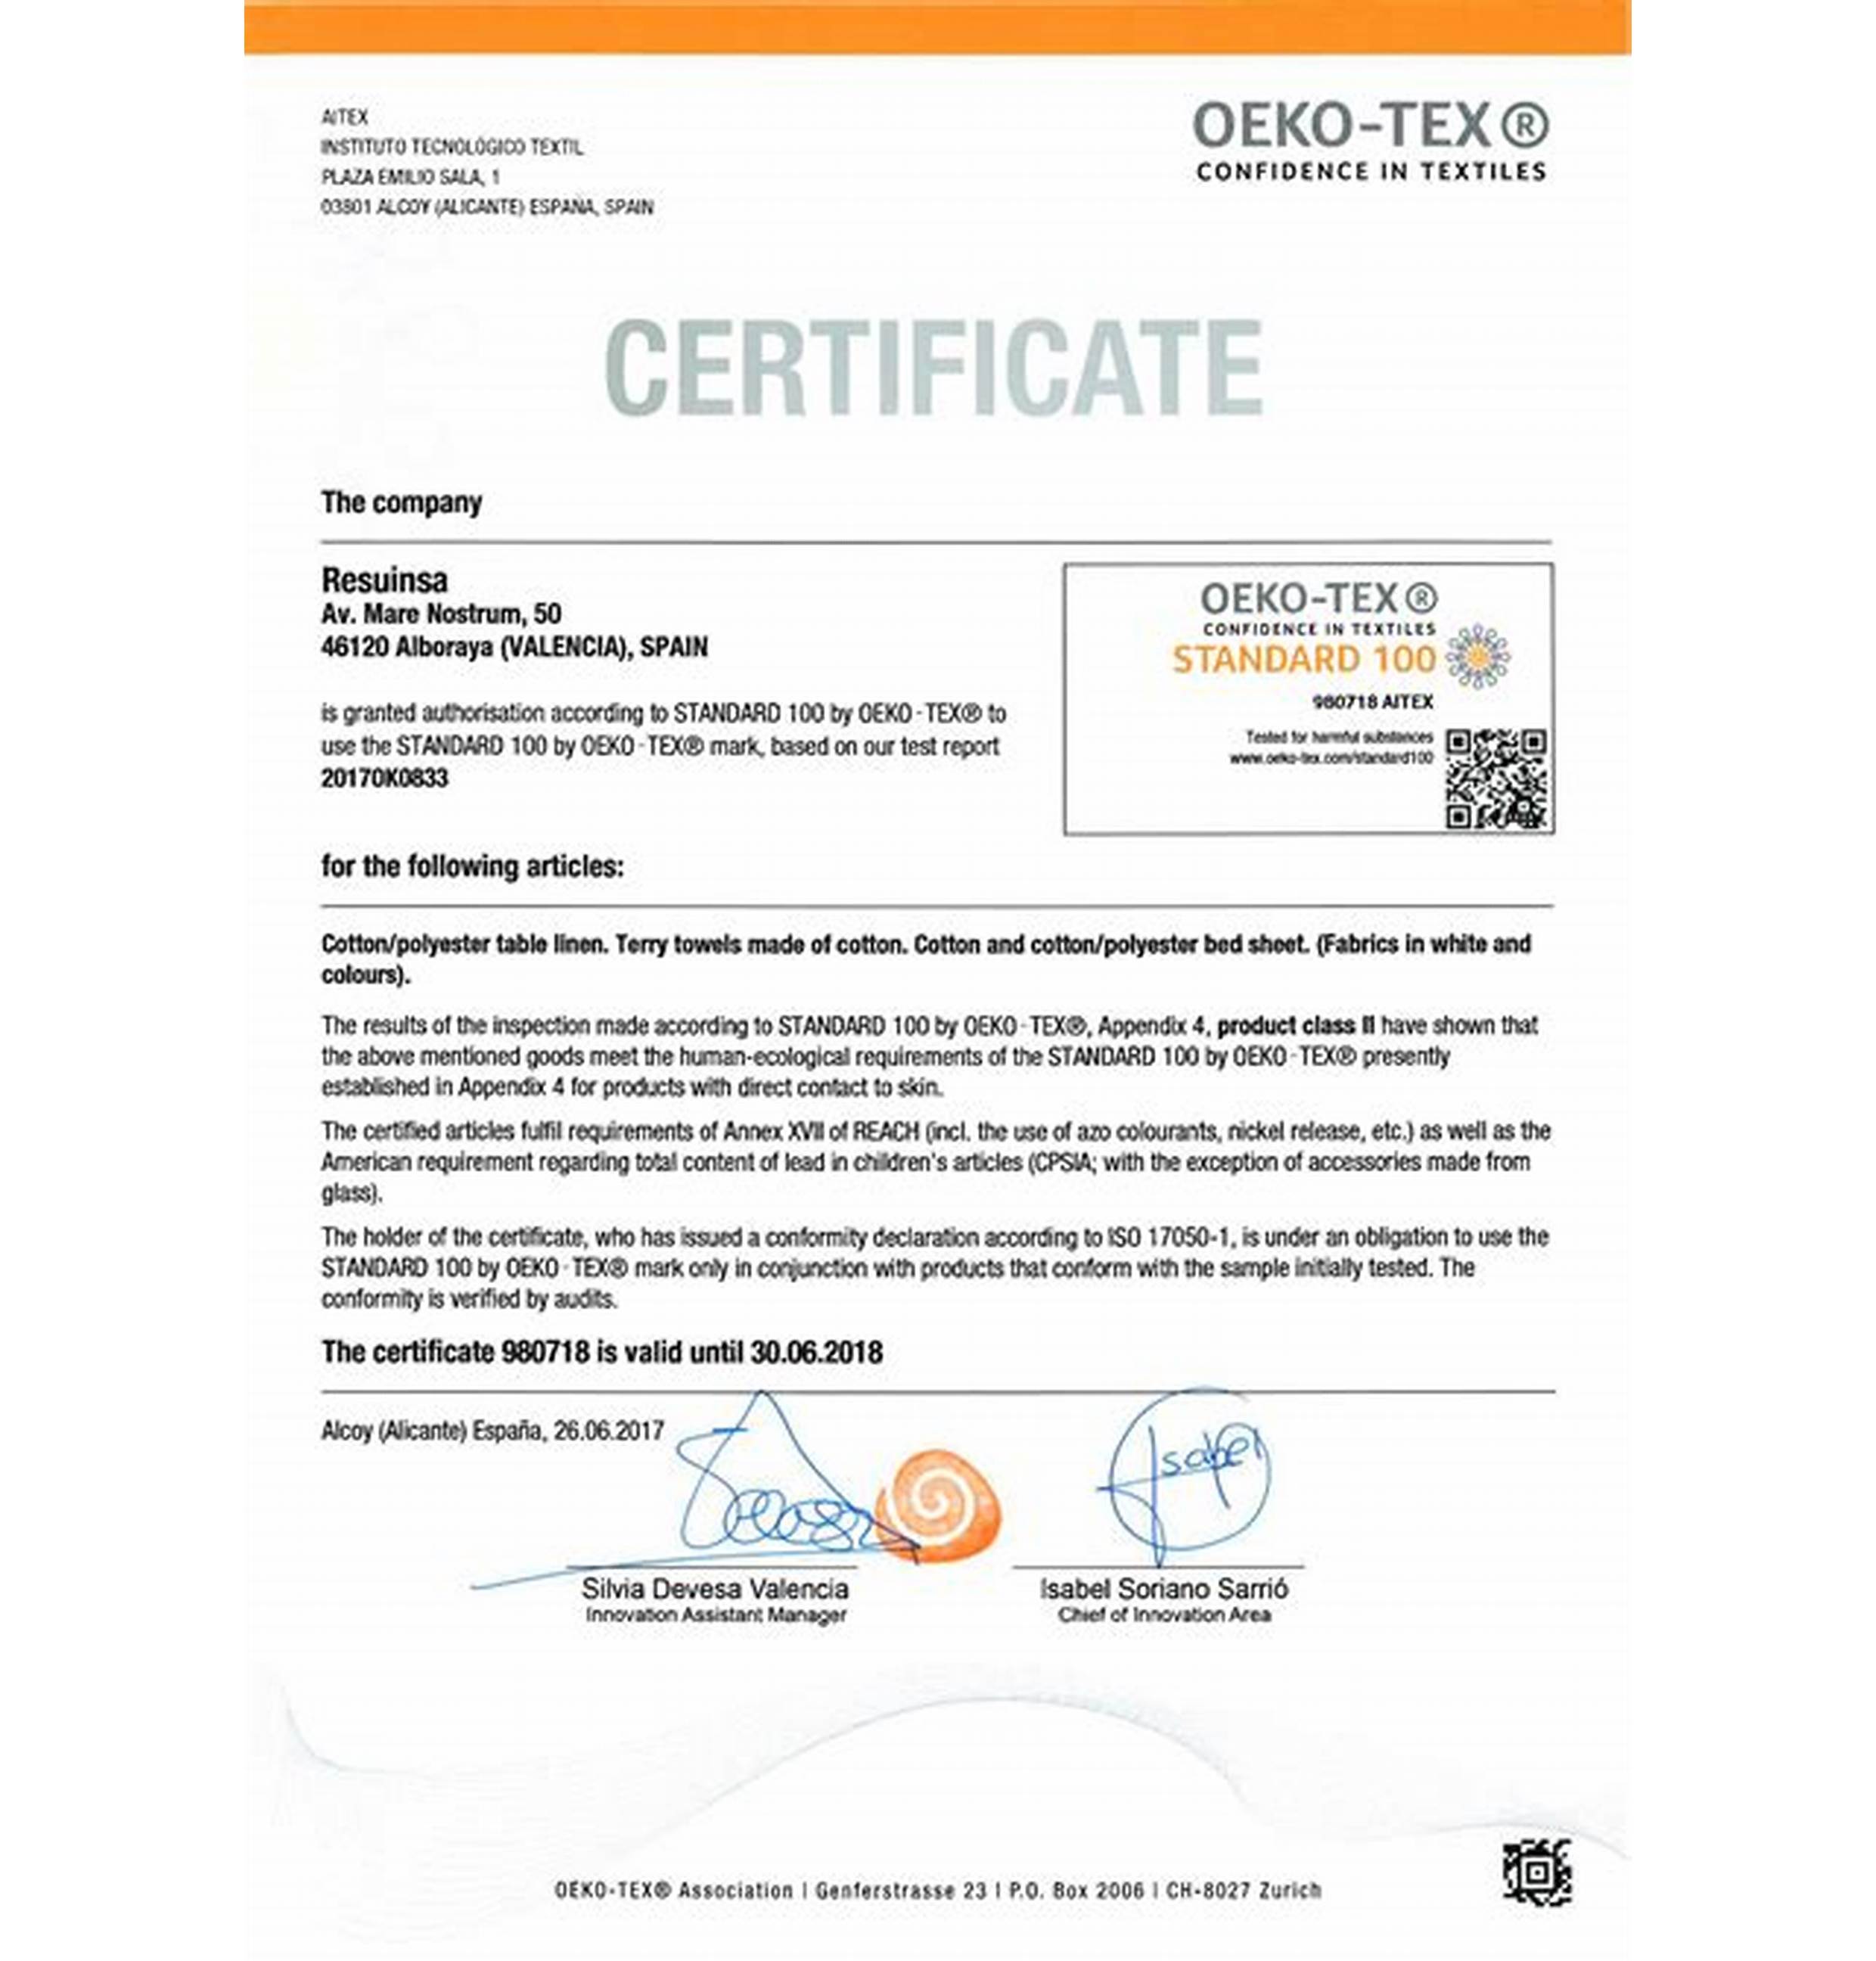 AITEX
INSTITUTO TECNOLÓGICO TEXTIL
PLAZA EMILIO SALA, 1
03801 ALCOY (ALICANTE) ESPAÑA, SPAIN
OEKO-TEX®
CONFIDENCE IN TEXTILES
CERTIFICATE
The company
Resuinsa
Av. Mare Nostrum, 50
46120 Alboraya (VALENCIA), SPAIN
is granted authorisation according to STANDARD 100 by OEKO-TEX® to
use the STANDARD 100 by OEKO-TEX® mark, based on our test report
20170K0833
OEKO-TEX®
CONFIDENCE IN TEXTILES
STANDARD 100
980718 AITEX
Tested for harmful substances
www.oeko-tex.com/standard100
for the following articles:
Cotton/polyester table linen. Terry towels made of cotton. Cotton and cotton/polyester bed sheet. (Fabrics in white and
colours).
The results of the inspection made according to STANDARD 100 by OEKO-TEX®, Appendix 4, product class II have shown that
the above mentioned goods meet the human-ecological requirements of the STANDARD 100 by OEKO-TEX® presently
established in Appendix 4 for products with direct contact to skin.
The certified articles fulfil requirements of Annex XVII of REACH (incl. the use of azo colourants, nickel release, etc.) as well as the
American requirement regarding total content of lead in children's articles (CPSIA; with the exception of accessories made from
glass).
The holder of the certificate, who has issued a conformity declaration according to ISO 17050-1, is under an obligation to use the
STANDARD 100 by OEKO-TEX® mark only in conjunction with products that conform with the sample initially tested. The
conformity is verified by audits.
The certificate 980718 is valid until 30.06.2018
Alcoy (Alicante) España, 26.06.2017
Isabel
Silvia Devesa Valencia
Innovation Assistant Manager
Isabel Soriano Sarrió
Chief of Innovation Area
OEKO-TEX® Association | Genferstrasse 23 | P.O. Box 2006 | CH-8027 Zurich